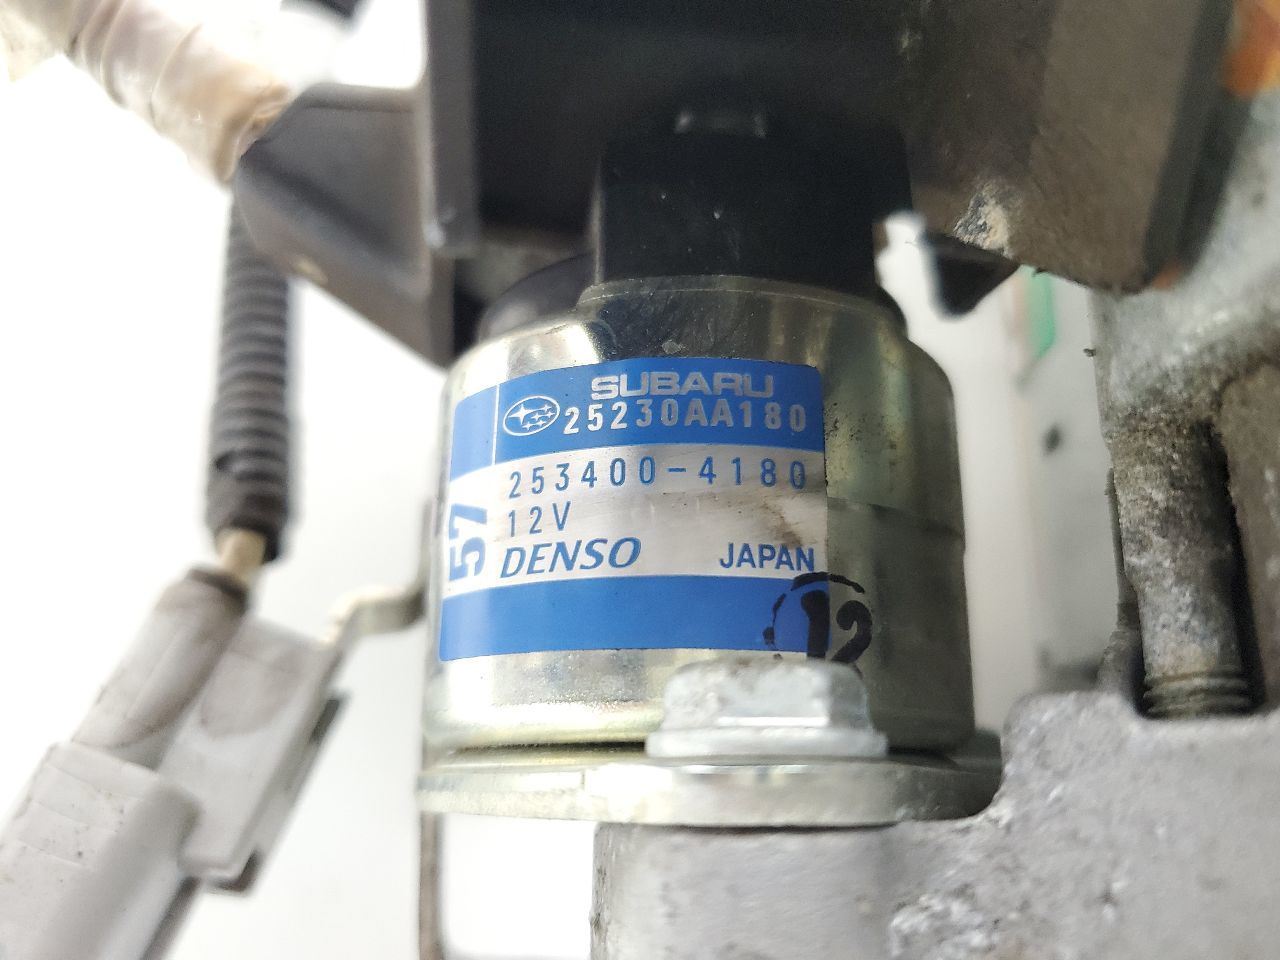 SUBARU
25230AA180
253400-4180
12V
57
DENSO JAPAN
12